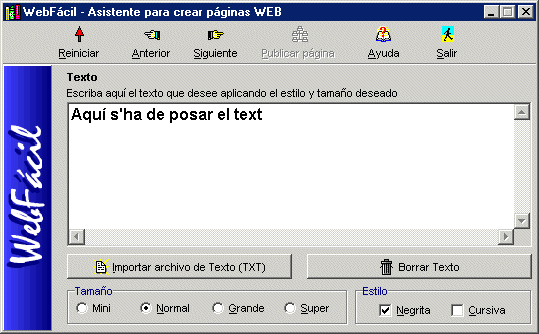 WebFácil - Asistente para crear páginas WEB
Reiniciar Anterior Siguiente Publicar página Ayuda Salir
WebFácil
Texto
Escriba aquí el texto que desee aplicando el estilo y tamaño deseado
Aquí s'ha de posar el text
Importar archivo de Texto (TXT) Borrar Texto
Tamaño Estilo
Mini Normal Grande Super Negrita Cursiva